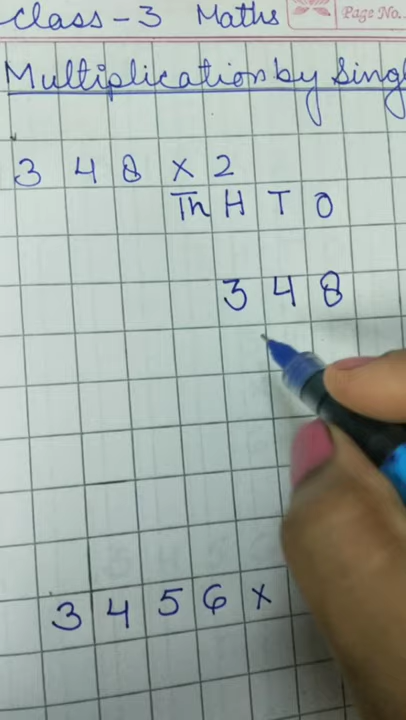 Class - 3 Maths
Page No..
Multiplication by Sing
3 4 8 × 2
Th H T O
3 4 8
3 4 5 6 ×